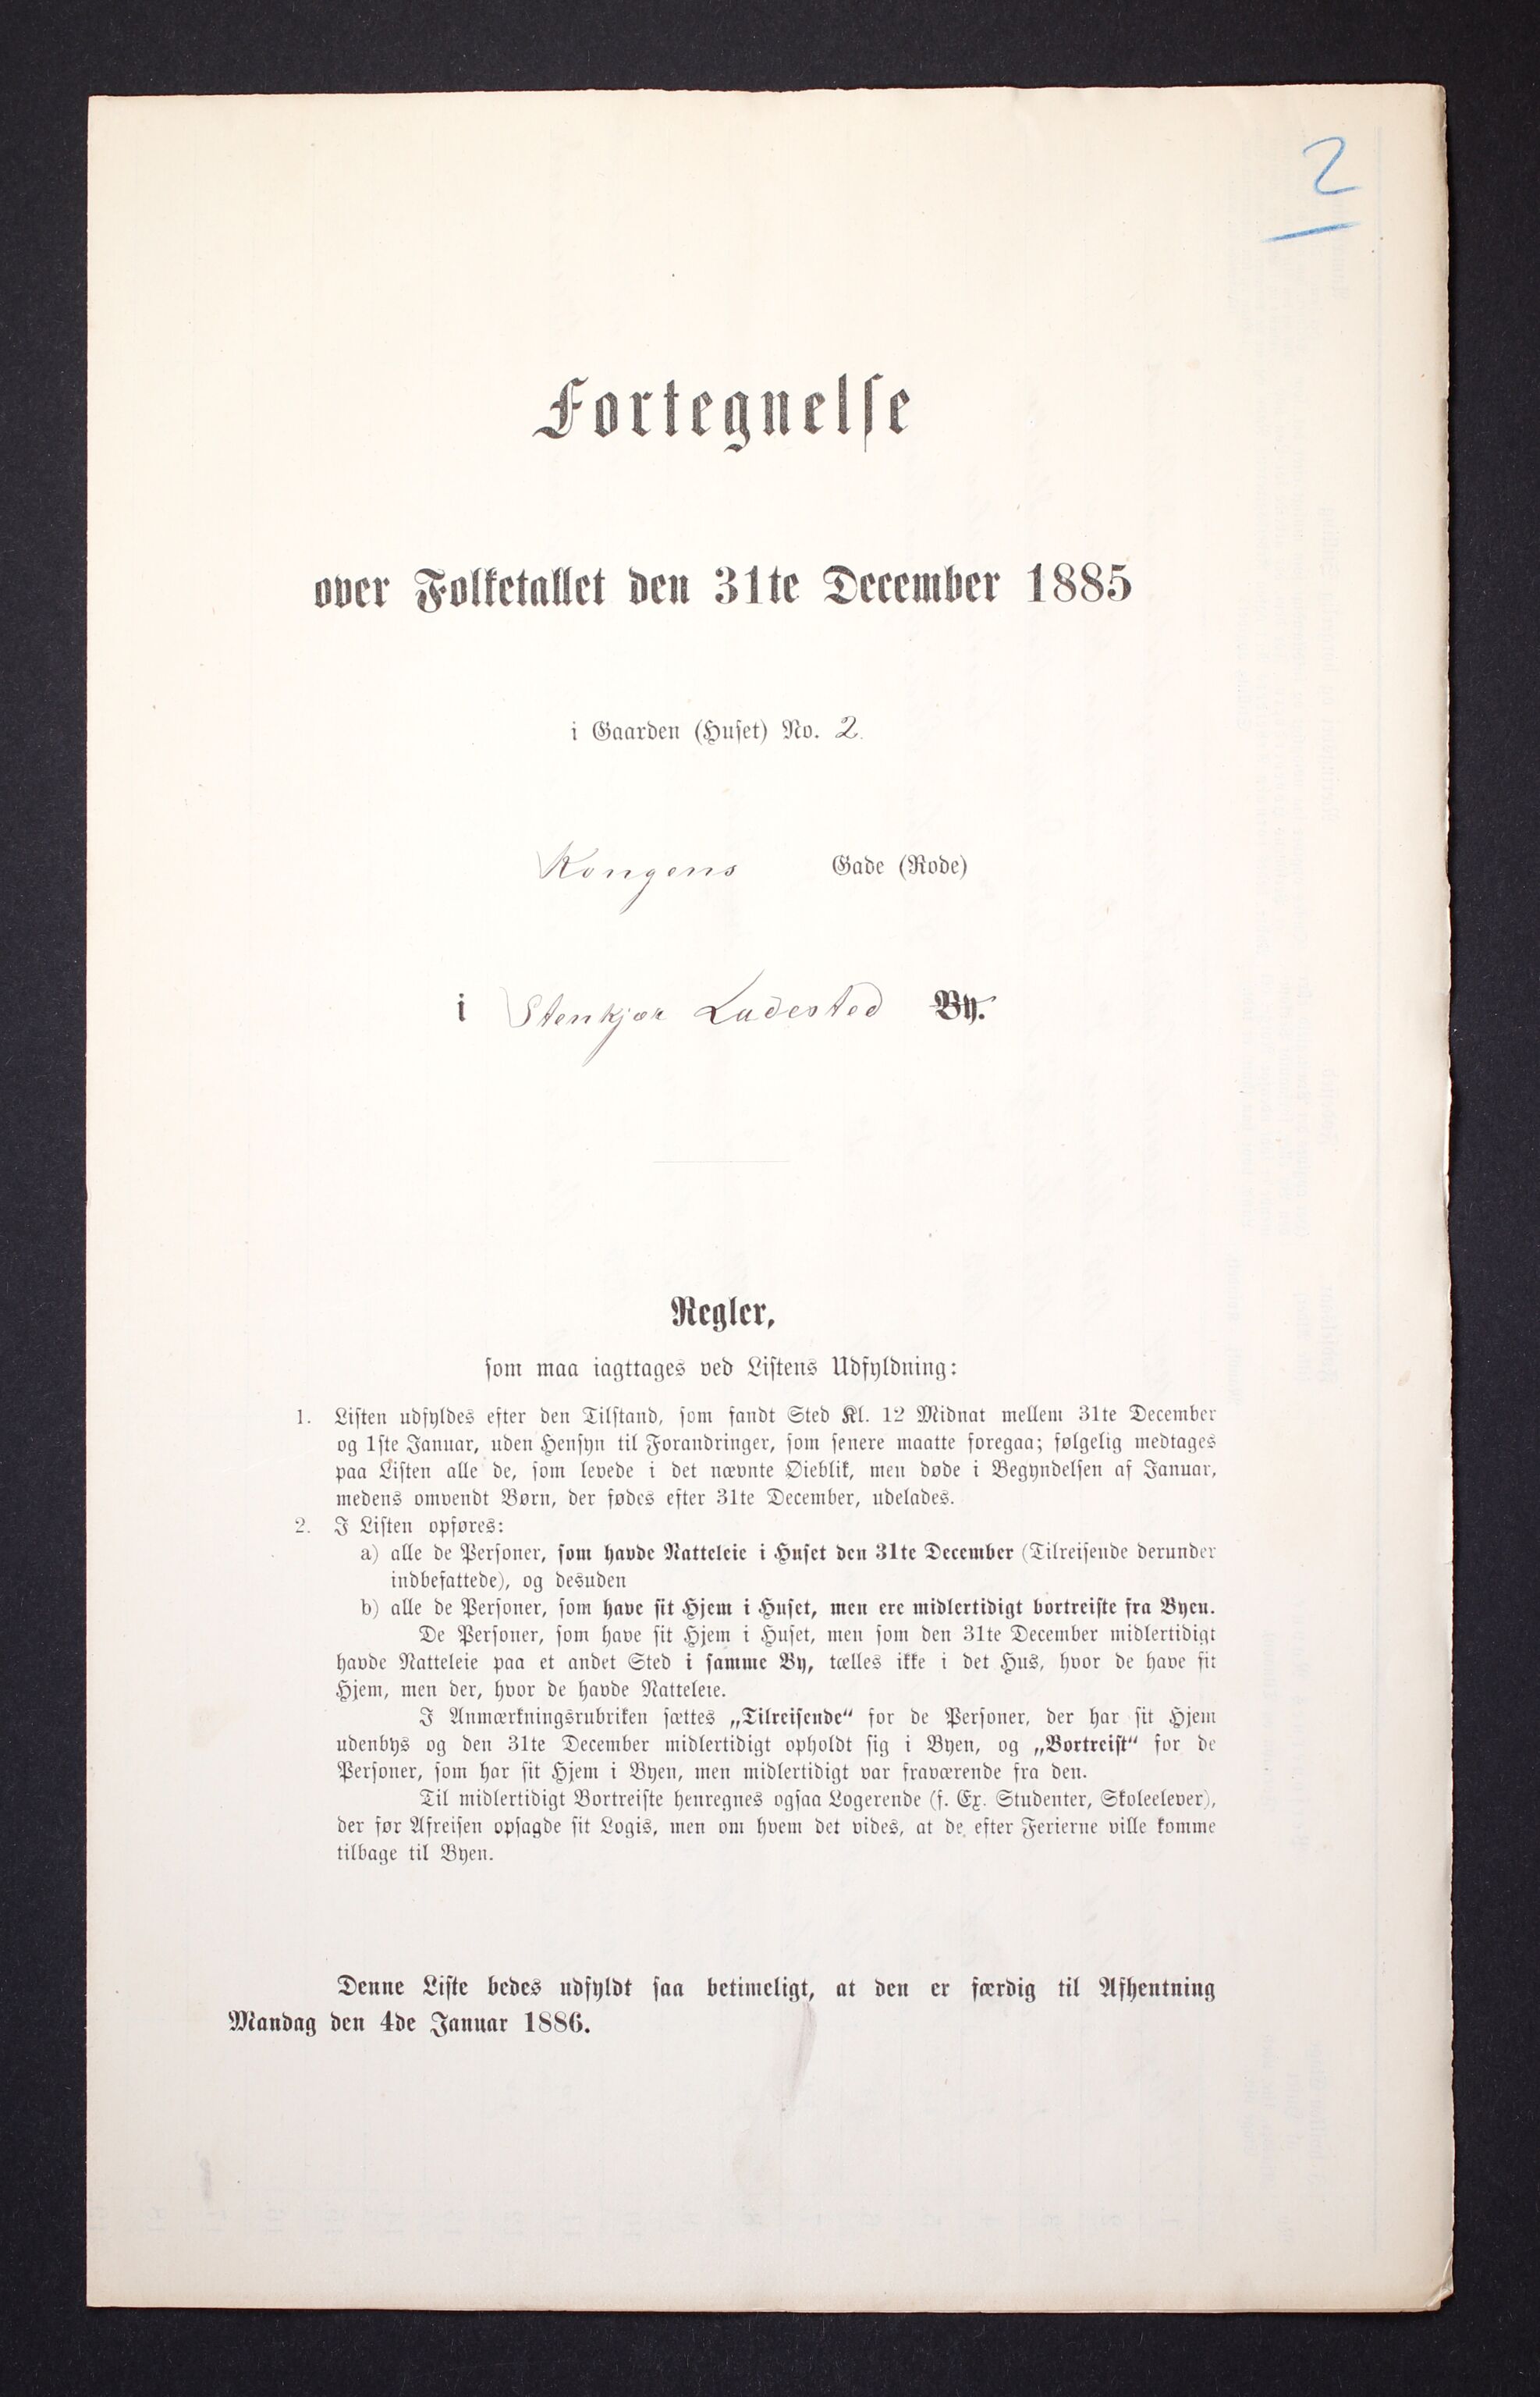 2
Fortegnelse
over Folketallet den 31te December 1885
i Gaarden (Huset) No. 2.
Kongens Gade (Rode)
i Stenkjær Ladested By.
Regler,
som maa iagttages ved Listens Udfyldning:
1. Listen udfyldes efter den Tilstand, som fandt Sted Kl. 12 Midnat mellem 31te December
og 1ste Januar, uden Hensyn til Forandringer, som senere maatte foregaa; følgelig medtages
paa Listen alle de, som levede i det nævnte Øieblik, men døde i Begyndelsen af Januar,
medens omvendt Børn, der fødes efter 31te December, udelades.
2. I Listen opføres:
a) alle de Personer, som havde Natteleie i Huset den 31te December (Tilreisende derunder
indbefattede), og desuden
b) alle de Personer, som have sit Hjem i Huset, men ere midlertidigt bortreiste fra Byen.
De Personer, som have sit Hjem i Huset, men som den 31te December midlertidigt
havde Natteleie paa et andet Sted i samme By, tælles ikke i det Hus, hvor de have sit
Hjem, men der, hvor de havde Natteleie.
I Anmærkningsrubriken sættes „Tilreisende“ for de Personer, der har sit Hjem
udenbys og den 31te December midlertidigt opholdt sig i Byen, og „Bortreist“ for de
Personer, som har sit Hjem i Byen, men midlertidigt var fraværende fra den.
Til midlertidigt Bortreiste henregnes ogsaa Logerende (f. Ex. Studenter, Skoleelever),
der før Afreisen opsagde sit Logis, men om hvem det vides, at de efter Ferierne ville komme
tilbage til Byen.
Denne Liste bedes udfyldt saa betimeligt, at den er færdig til Afhentning
Mandag den 4de Januar 1886.